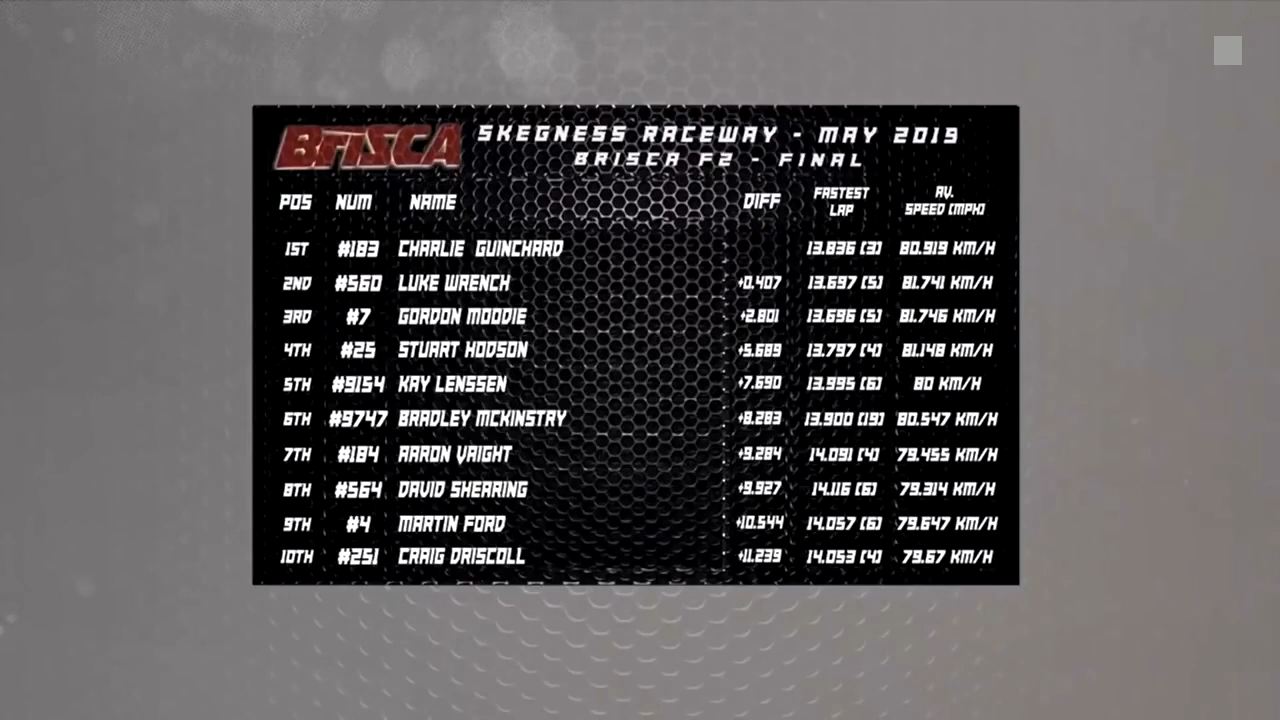 BRISCA
SKEGNESS RACEWAY - MAY 2019
BRISCA F2 - FINAL
POS NUM NAME DIFF FASTEST LAP AV. SPEED (MPH)
1ST #183 CHARLIE GUINCHARD 13.836 (3) 80.919 KM/H
2ND #560 LUKE WRENCH +0.407 13.697 (5) 81.741 KM/H
3RD #7 GORDON MOODIE +2.801 13.696 (5) 81.746 KM/H
4TH #25 STUART HODSON +5.689 13.797 (4) 81.148 KM/H
5TH #9154 KAY LENSSEN +7.690 13.995 (6) 80 KM/H
6TH #9747 BRADLEY MCKINSTRY +8.283 13.900 (19) 80.547 KM/H
7TH #184 AARON VAIGHT +9.284 14.091 (4) 79.455 KM/H
8TH #564 DAVID SHEARING +9.927 14.116 (6) 79.314 KM/H
9TH #4 MARTIN FORD +10.544 14.057 (6) 79.647 KM/H
10TH #251 CRAIG DRISCOLL +11.239 14.053 (4) 79.67 KM/H